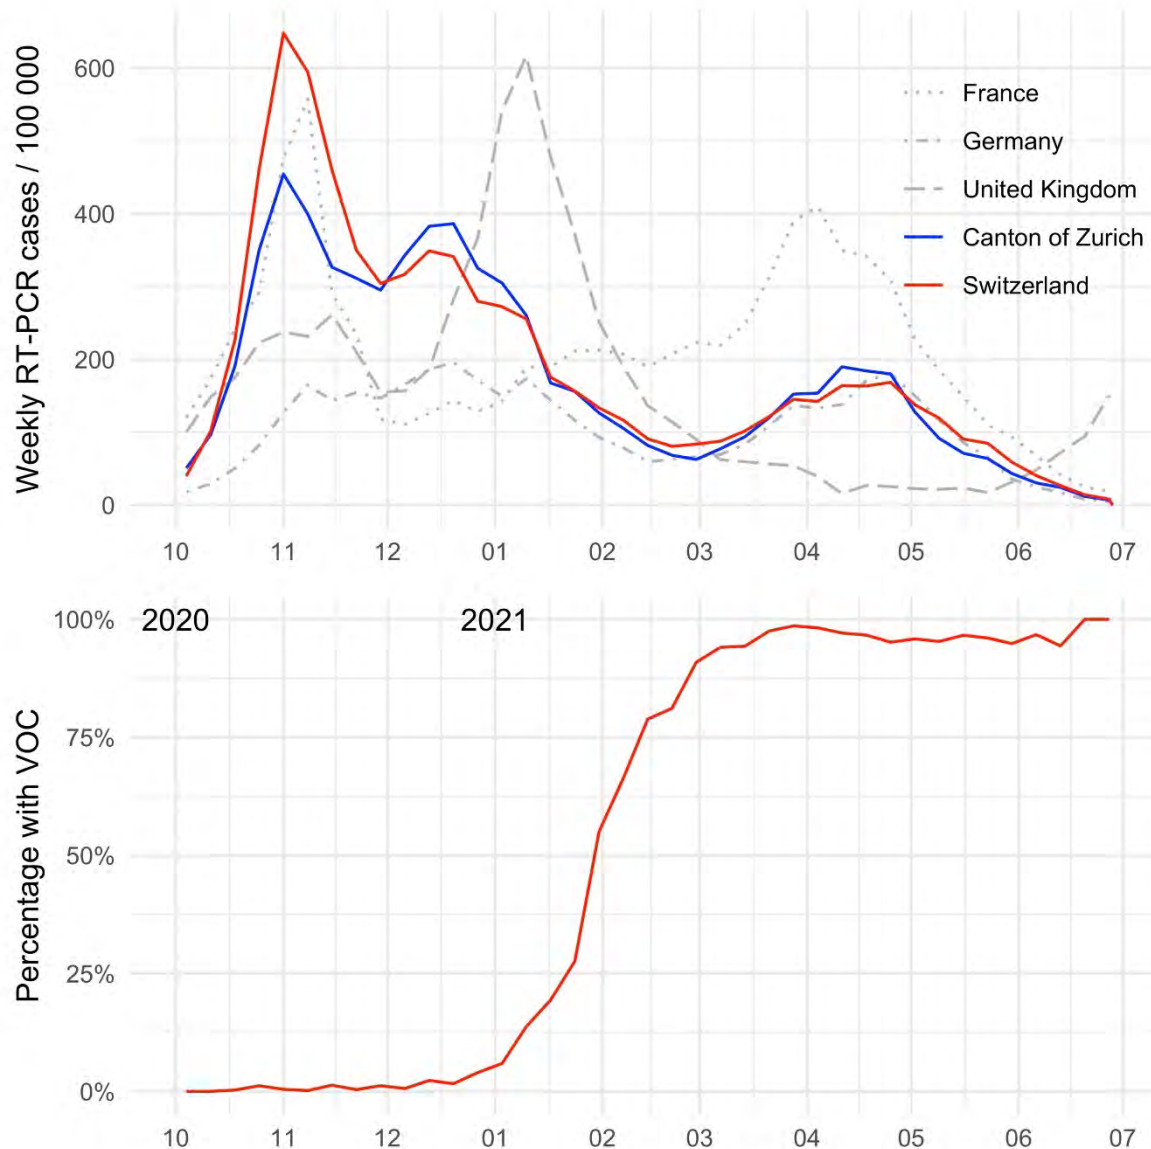 Weekly RT-PCR cases / 100 000
600
400
200
0
France
Germany
United Kingdom
Canton of Zurich
Switzerland
10 11 12 01 02 03 04 05 06 07
Percentage with VOC
100%
75%
50%
25%
0%
2020 2021
10 11 12 01 02 03 04 05 06 07